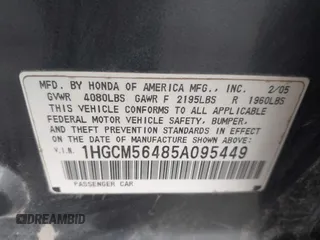 MFD. BY HONDA OF AMERICA MFG., INC. 2/05
GVWR 4080LBS GAWR F 2195LBS R 1960LBS
THIS VEHICLE CONFORMS TO ALL APPLICABLE
FEDERAL MOTOR VEHICLE SAFETY, BUMPER,
AND THEFT PREVENTION STANDARDS IN EFFECT
ON THE DATE OF MANUFACTURE SHOWN ABOVE.
V.I.N. 1HGCM56485A095449
PASSENGER CAR
DREAMBID